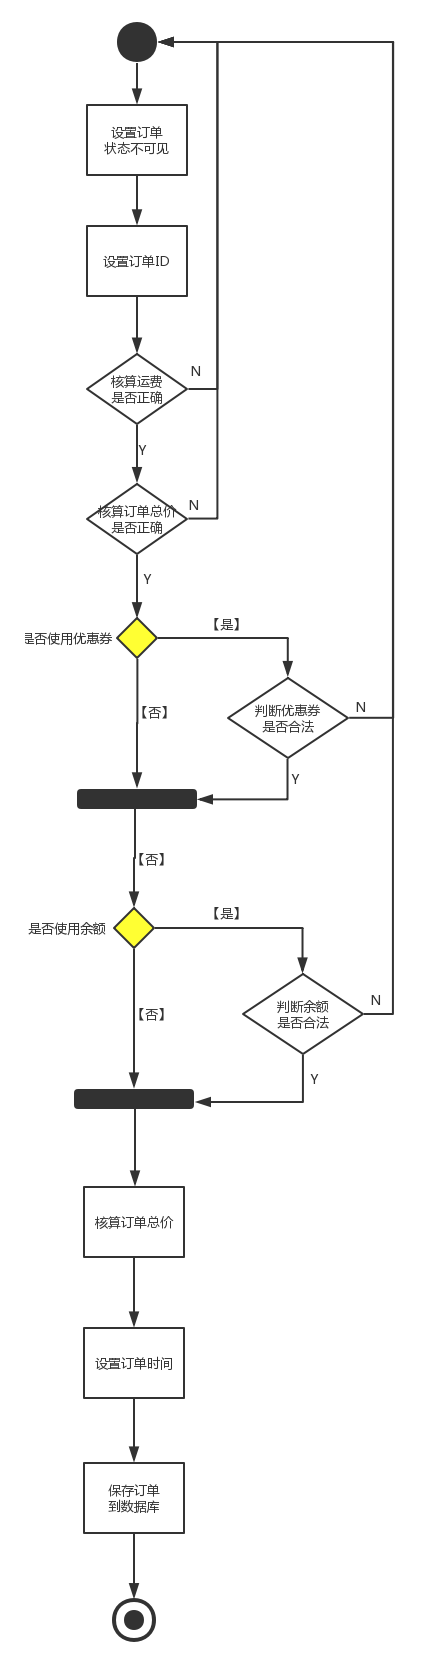 设置订单
状态不可见
设置订单ID
核算运费
是否正确
N
Y
核算订单总价
是否正确
N
Y
是否使用优惠券
【是】
判断优惠券
是否合法
N
【否】
Y
【否】
是否使用余额
【是】
判断余额
是否合法
N
【否】
Y
核算订单总价
设置订单时间
保存订单
到数据库